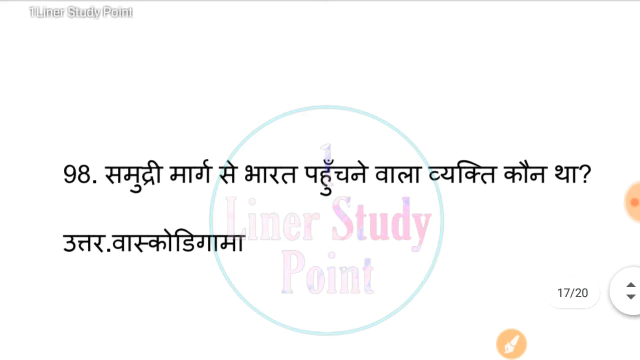 1Liner Study Point
1
98. समुद्री मार्ग से भारत पहुँचने वाला व्यक्ति कौन था?
Liner Study
उत्तर.वास्कोडिगामा
Point
17/20